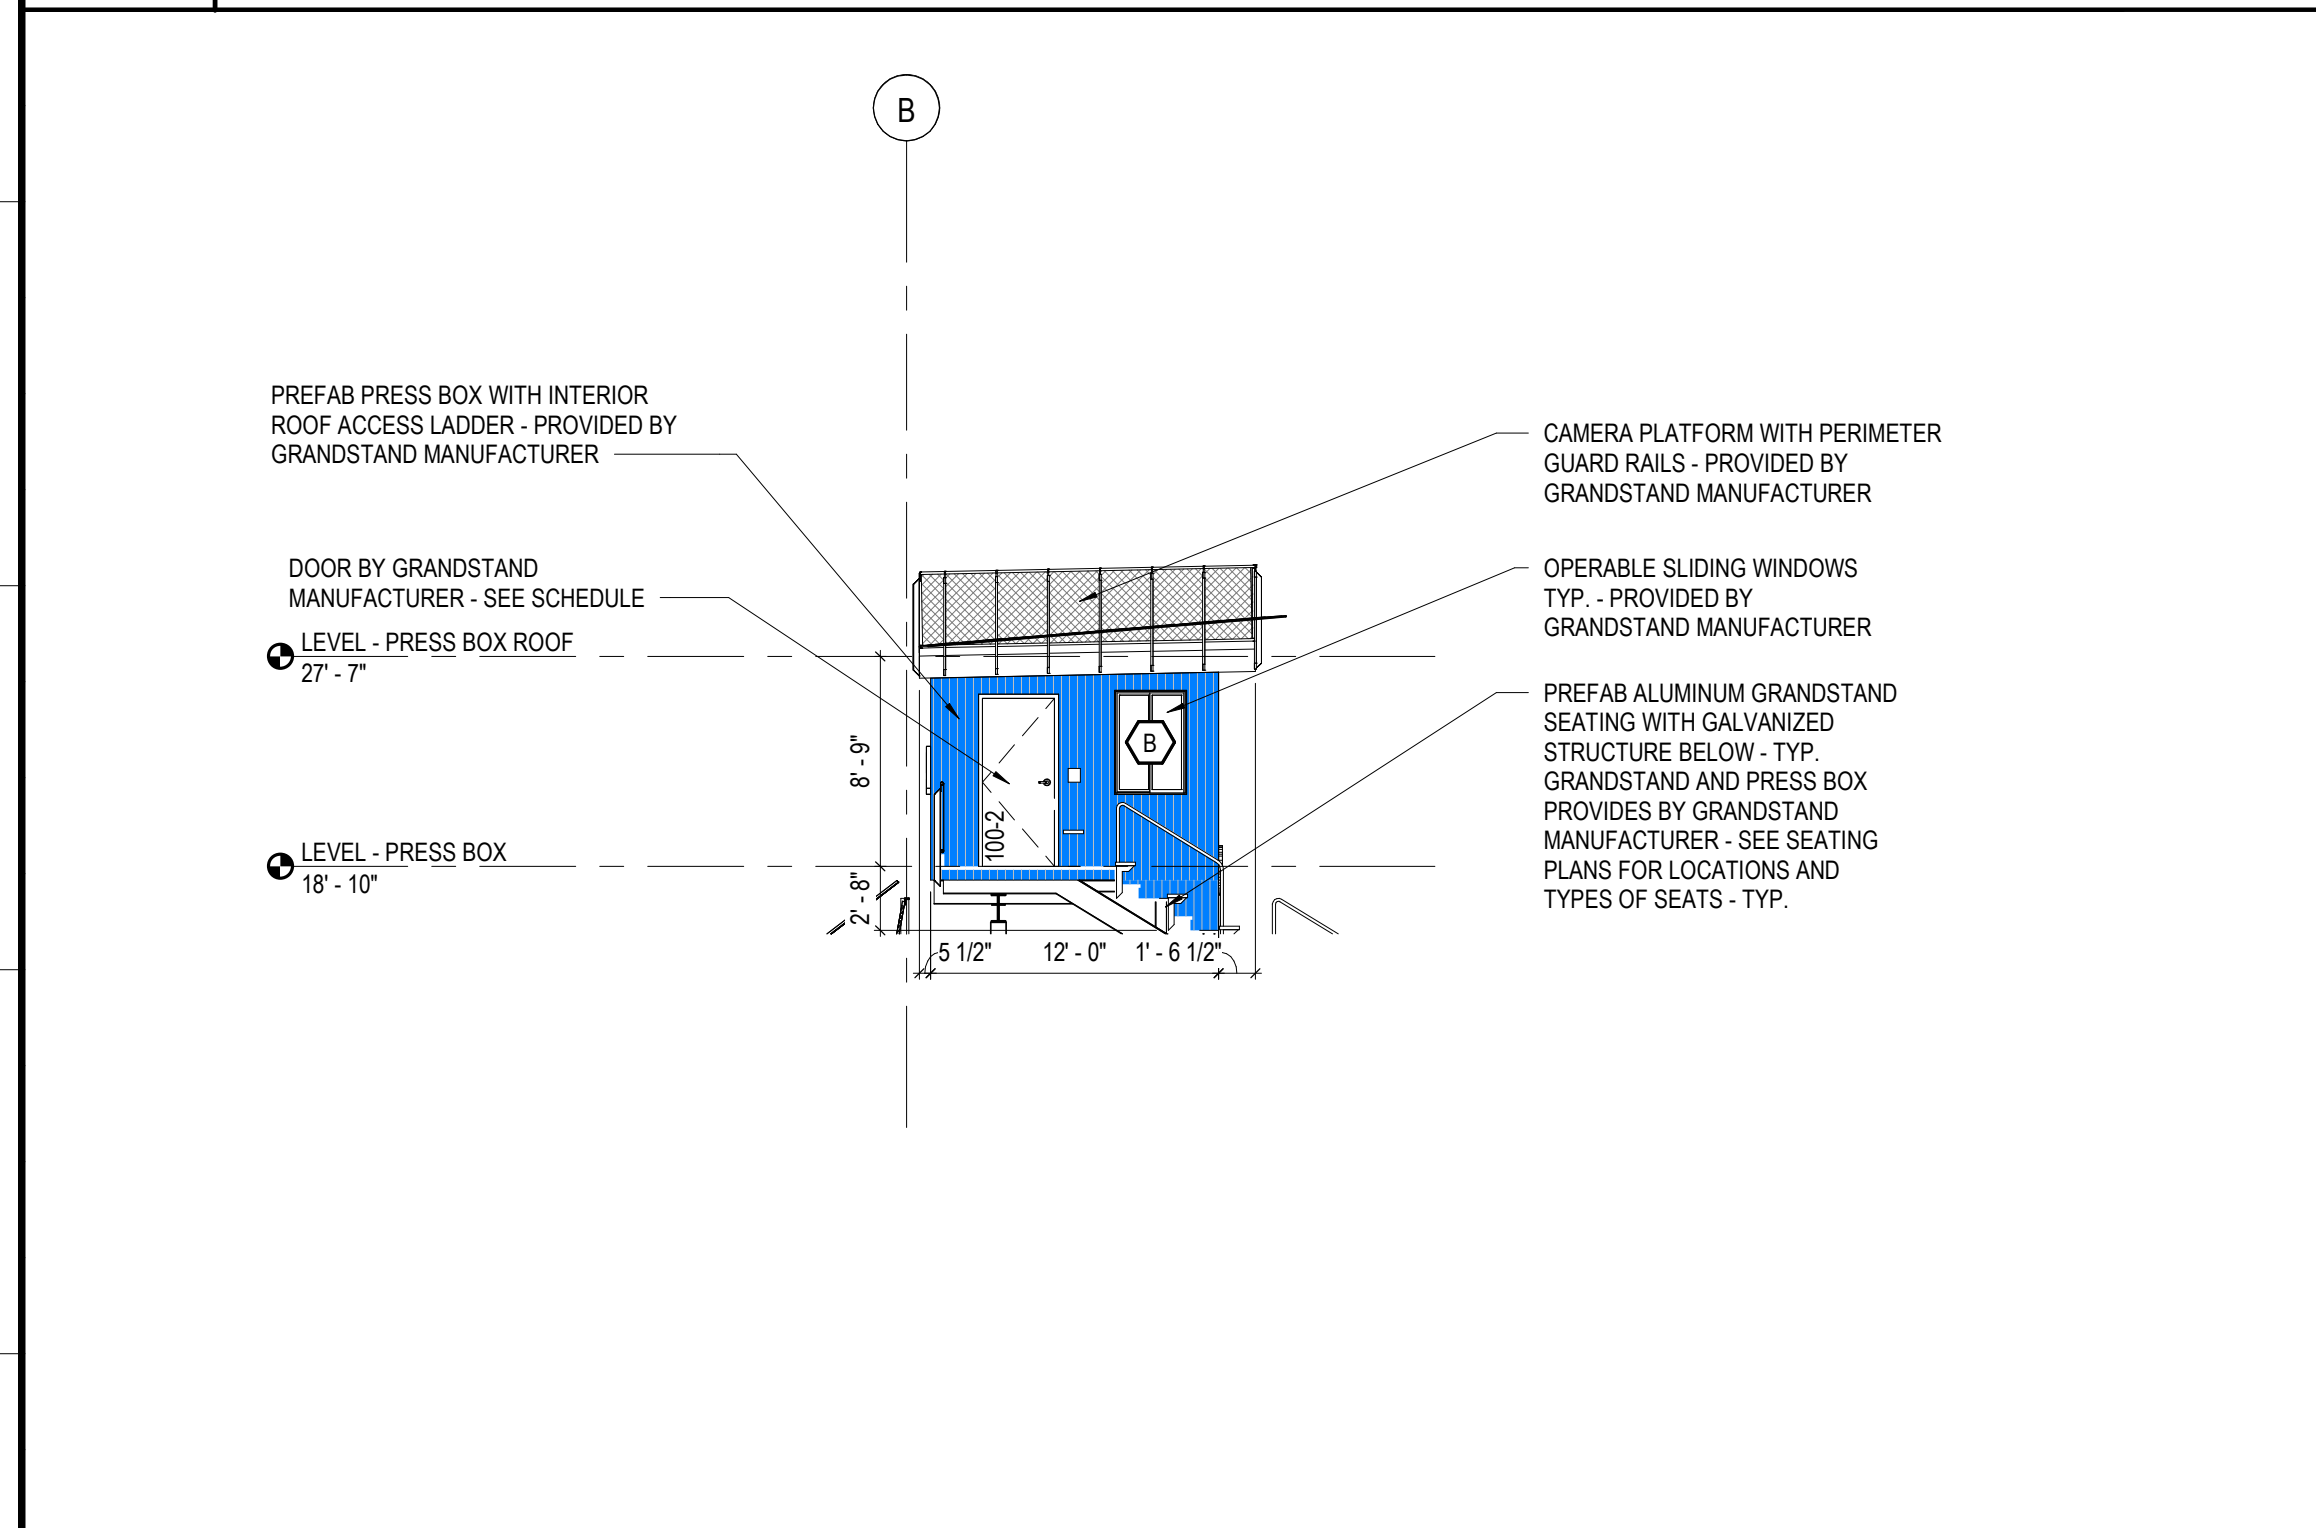 B
PREFAB PRESS BOX WITH INTERIOR
ROOF ACCESS LADDER - PROVIDED BY
GRANDSTAND MANUFACTURER
DOOR BY GRANDSTAND
MANUFACTURER - SEE SCHEDULE
LEVEL - PRESS BOX ROOF
27' - 7"
LEVEL - PRESS BOX
18' - 10"
8' - 9"
2' - 8"
100-2
B
5 1/2"
12' - 0"
1' - 6 1/2"
CAMERA PLATFORM WITH PERIMETER
GUARD RAILS - PROVIDED BY
GRANDSTAND MANUFACTURER
OPERABLE SLIDING WINDOWS
TYP. - PROVIDED BY
GRANDSTAND MANUFACTURER
PREFAB ALUMINUM GRANDSTAND
SEATING WITH GALVANIZED
STRUCTURE BELOW - TYP.
GRANDSTAND AND PRESS BOX
PROVIDES BY GRANDSTAND
MANUFACTURER - SEE SEATING
PLANS FOR LOCATIONS AND
TYPES OF SEATS - TYP.